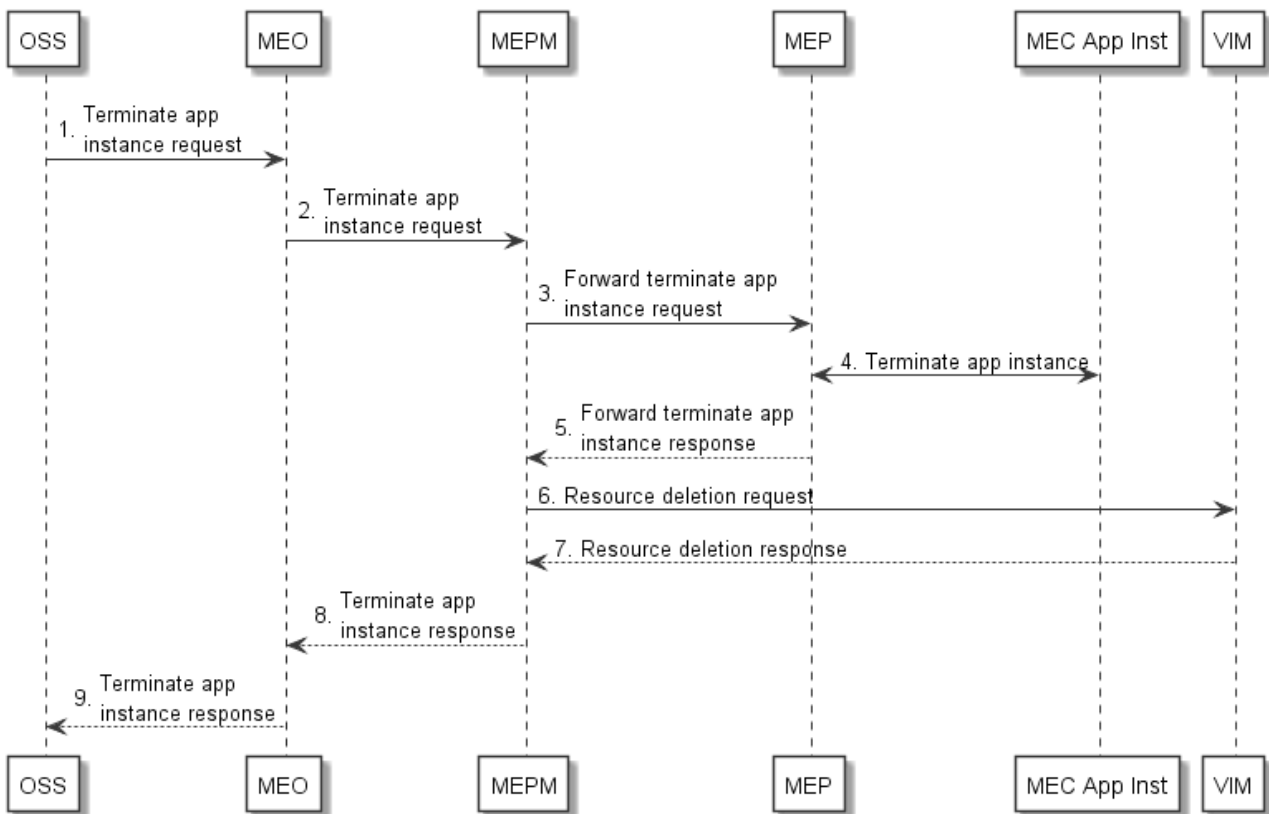 OSS MEO MEPM MEP MEC App Inst VIM
1. Terminate app
instance request
2. Terminate app
instance request
3. Forward terminate app
instance request
4. Terminate app instance
5. Forward terminate app
instance response
6. Resource deletion request
7. Resource deletion response
8. Terminate app
instance response
9. Terminate app
instance response
OSS MEO MEPM MEP MEC App Inst VIM